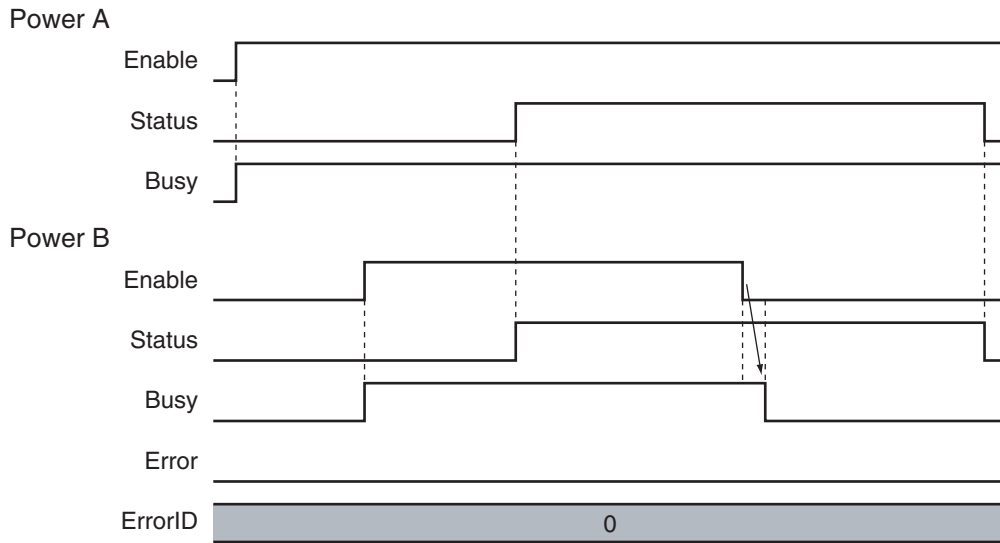 Power A
Enable
Status
Busy
Power B
Enable
Status
Busy
Error
ErrorID
0